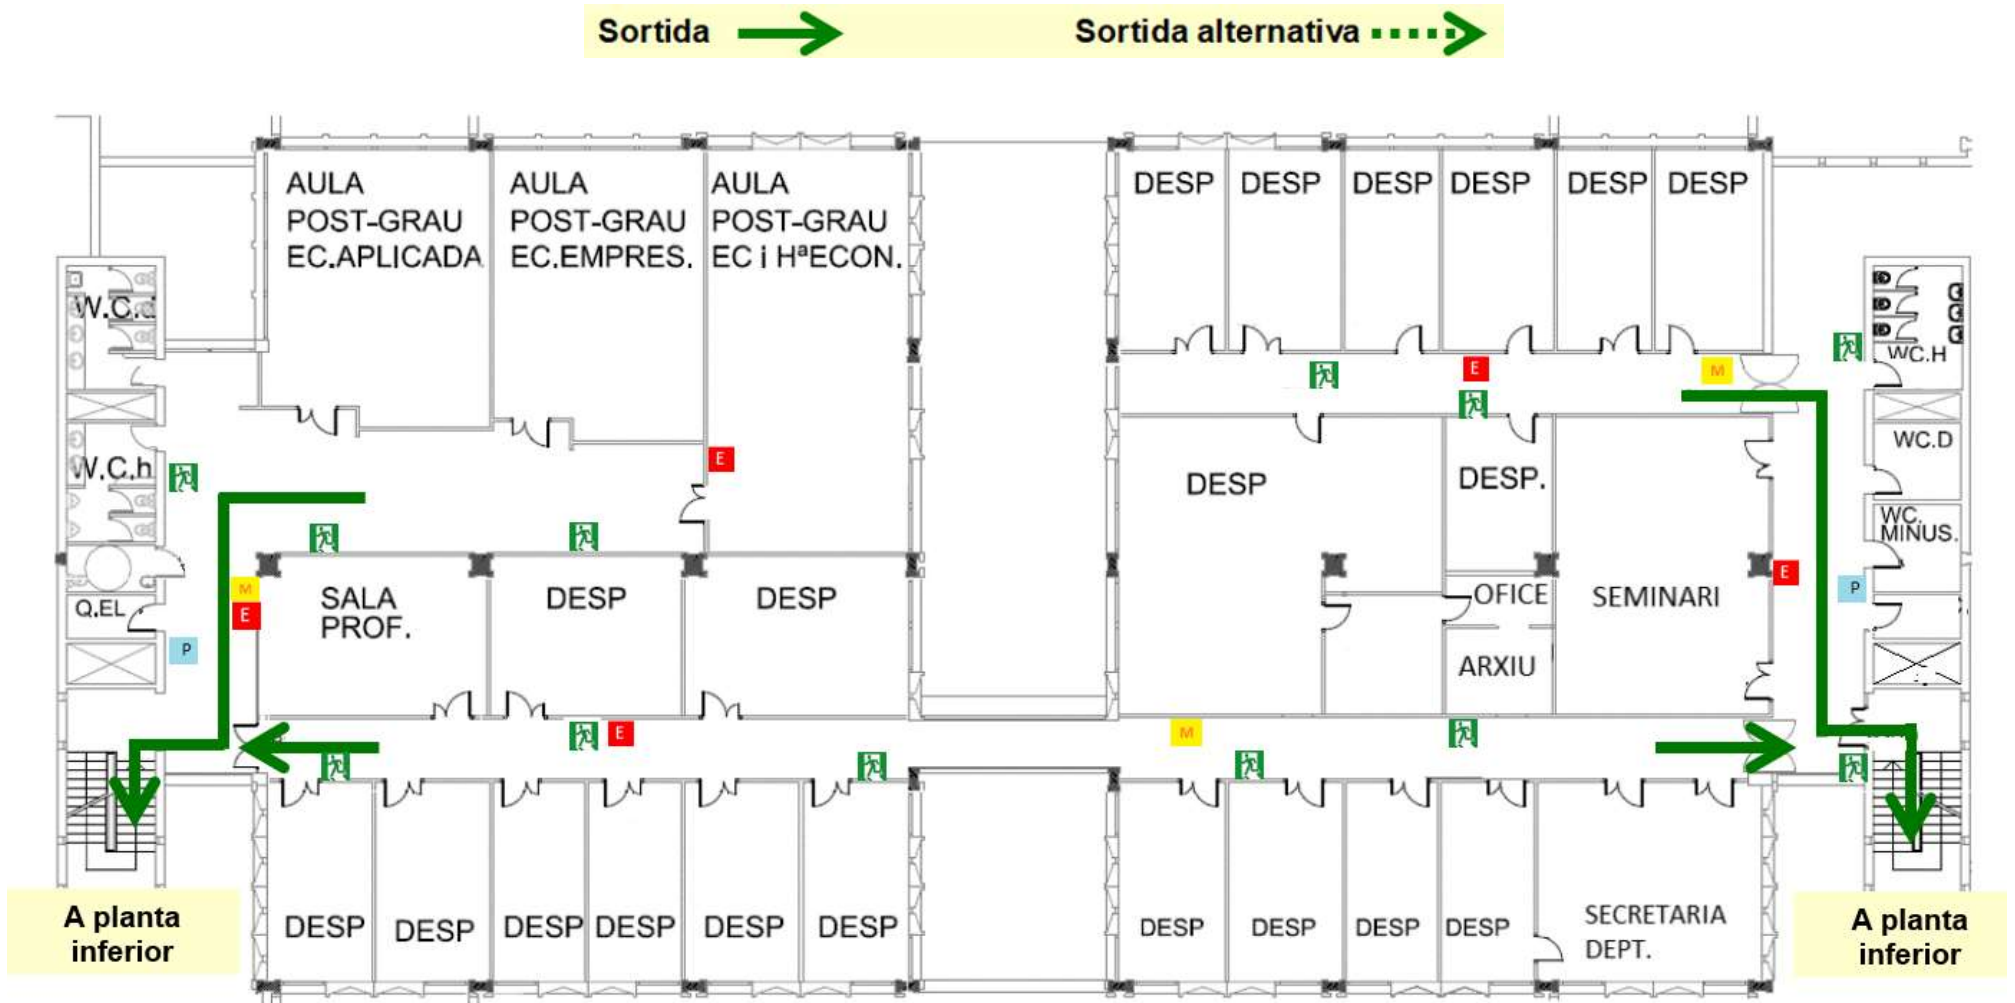 Sortida
Sortida alternativa
AULA
POST-GRAU
EC.APLICADA
AULA
POST-GRAU
EC.EMPRES.
AULA
POST-GRAU
EC i HªECON.
DESP
DESP
DESP
DESP
DESP
DESP
W.C.d
W.C.h
Q.EL
P
M
E
E
SALA
PROF.
DESP
DESP
E
M
WC.H
WC.D
WC.
MINUS.
P
E
DESP
DESP.
OFICE
ARXIU
SEMINARI
E
M
DESP
DESP
DESP
DESP
DESP
DESP
DESP
DESP
DESP
DESP
SECRETARIA
DEPT.
A planta
inferior
A planta
inferior